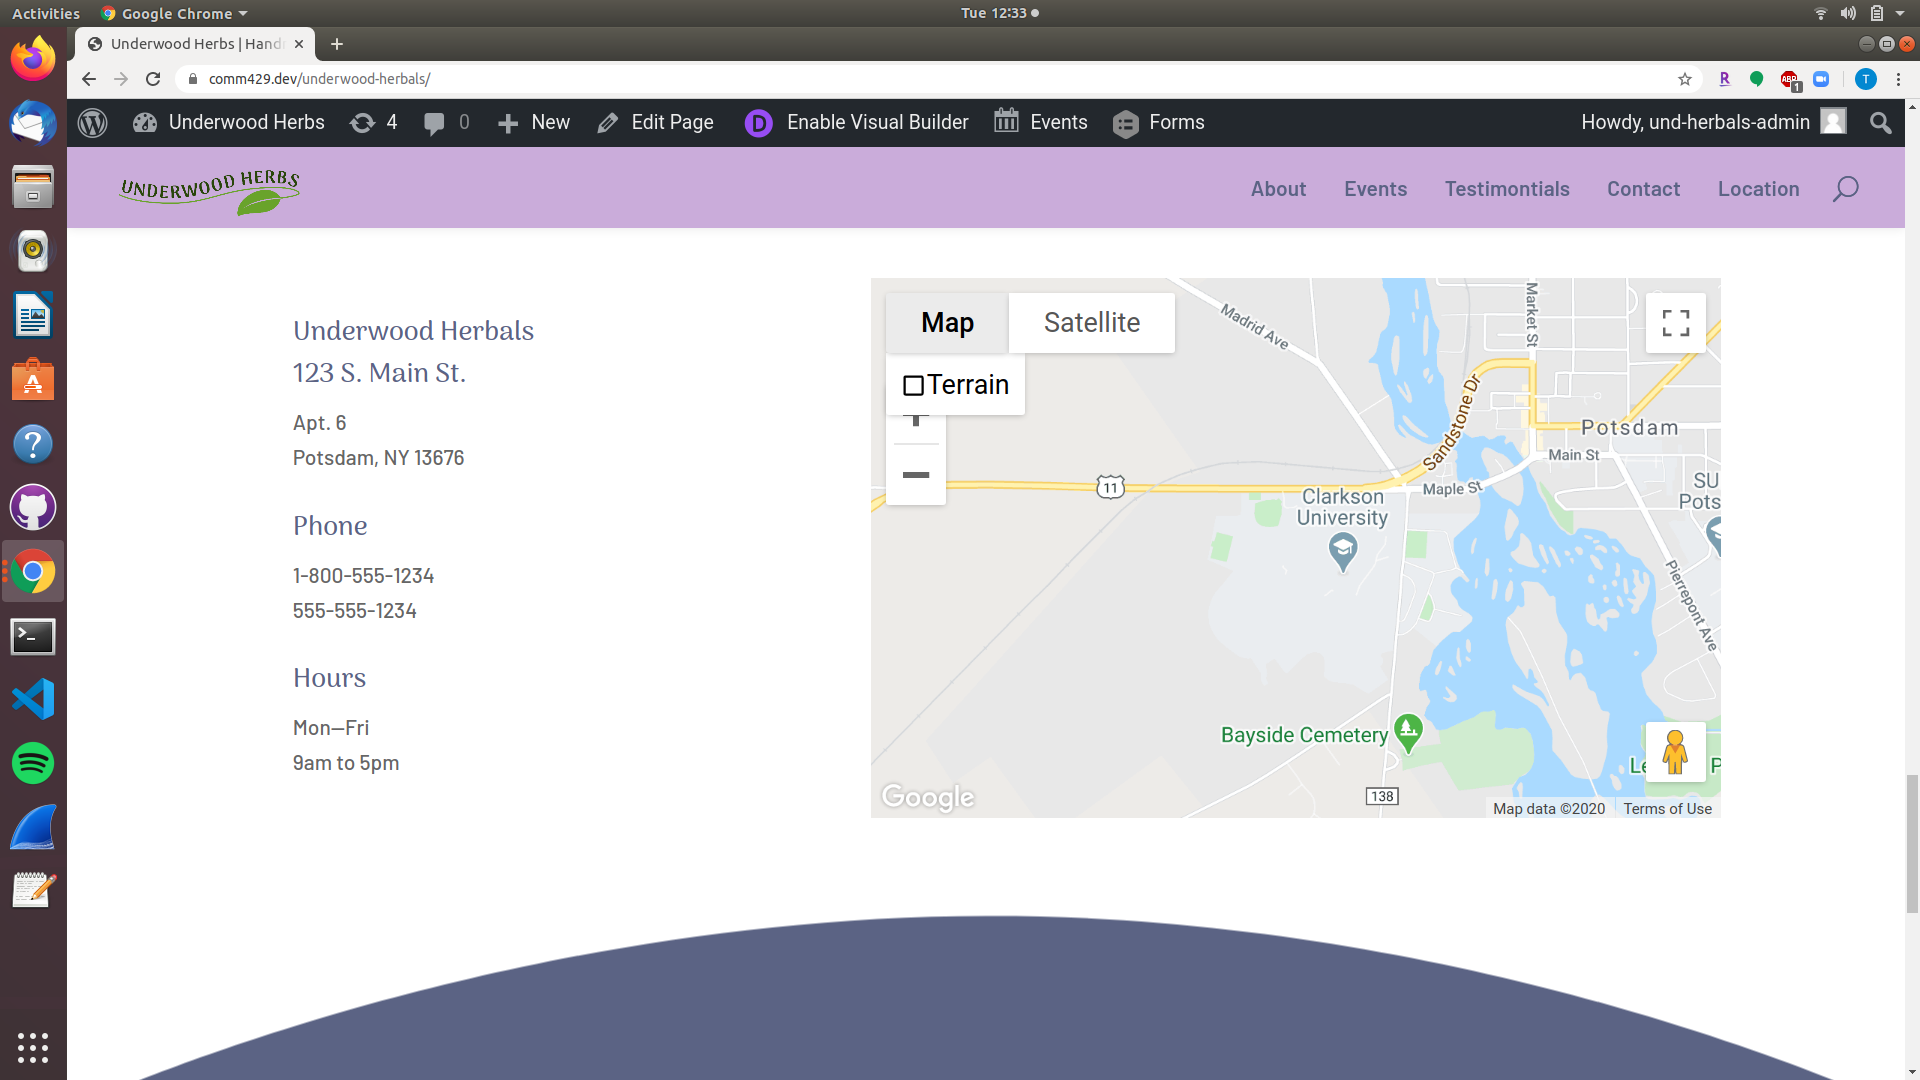 Activities
Google Chrome
Tue 12:33
Underwood Herbs | Hand
comm429.dev/underwood-herbals/
R
ABP
1
T
Underwood Herbs
4
0
New
Edit Page
D
Enable Visual Builder
Events
Forms
Howdy, und-herbals-admin
UNDERWOOD HERBS
About
Events
Testimontials
Contact
Location
Underwood Herbals
123 S. Main St.
Apt. 6
Potsdam, NY 13676
Phone
1-800-555-1234
555-555-1234
Hours
Mon—Fri
9am to 5pm
Map
Satellite
Terrain
Madrid Ave
Market St
Sandstone Dr
Potsdam
Main St
Maple St
11
Clarkson
University
SU
Pots
Pierrepont Ave
Bayside Cemetery
Le
P
138
Google
Map data ©2020
Terms of Use